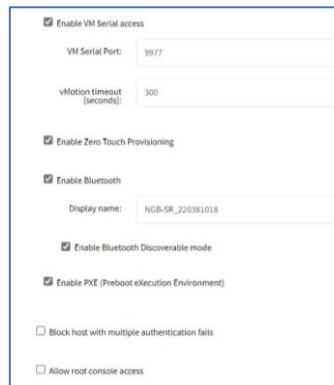 Enable VM Serial access
VM Serial Port: 9977
vMotion timeout 300
[seconds]:
Enable Zero Touch Provisioning
Enable Bluetooth
Display name: NGB-SR_220381018
Enable Bluetooth Discoverable mode
Enable PXE (Preboot eXecution Environment)
Block host with multiple authentication fails
Allow root console access